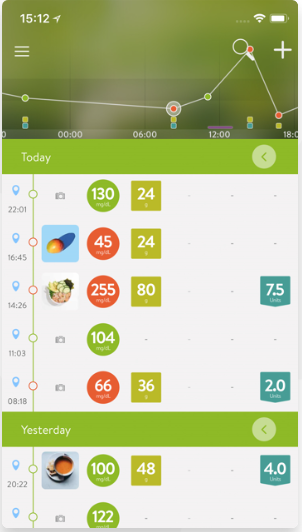 15:12
0 00:00 06:00 12:00 18:0
Today
22:01 130 mg/dL 24 g - - -
16:45 45 mg/dL 24 g - - -
14:26 255 mg/dL 80 g - - 7.5 Units
11:03 104 mg/dL - - - -
08:18 66 mg/dL 36 g - - 2.0 Units
Yesterday
20:22 100 mg/dL 48 g - - 4.0 Units
122 - - - -